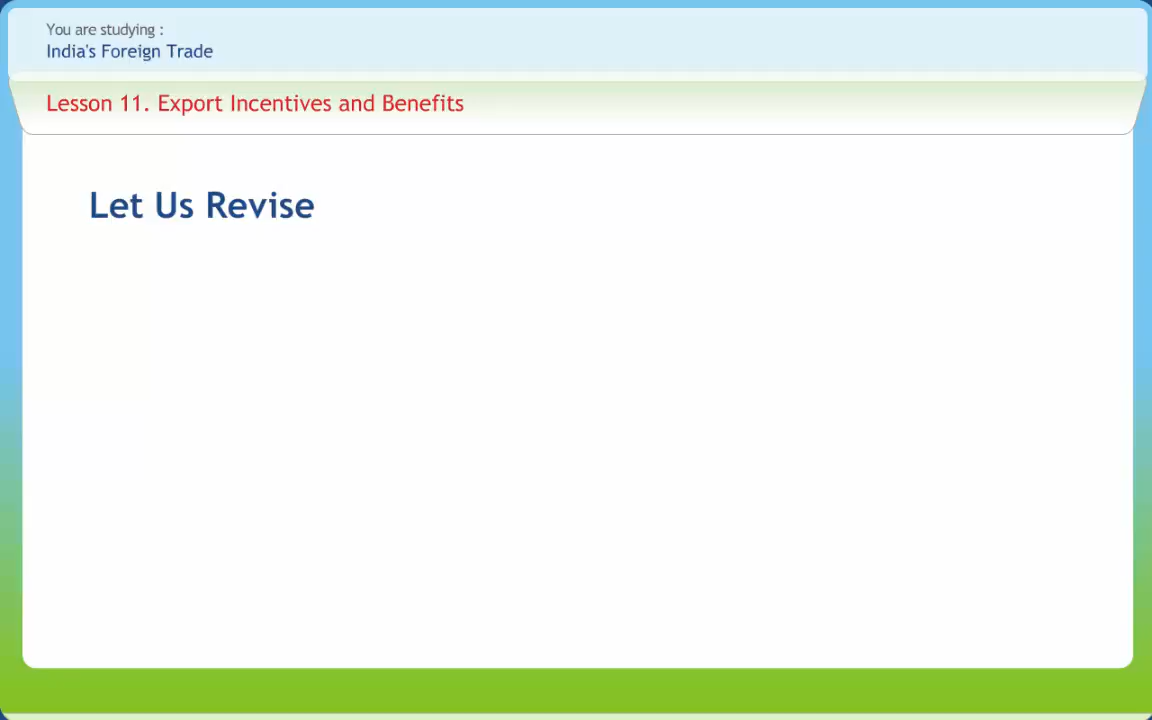 You are studying :
India's Foreign Trade
Lesson 11. Export Incentives and Benefits
Let Us Revise